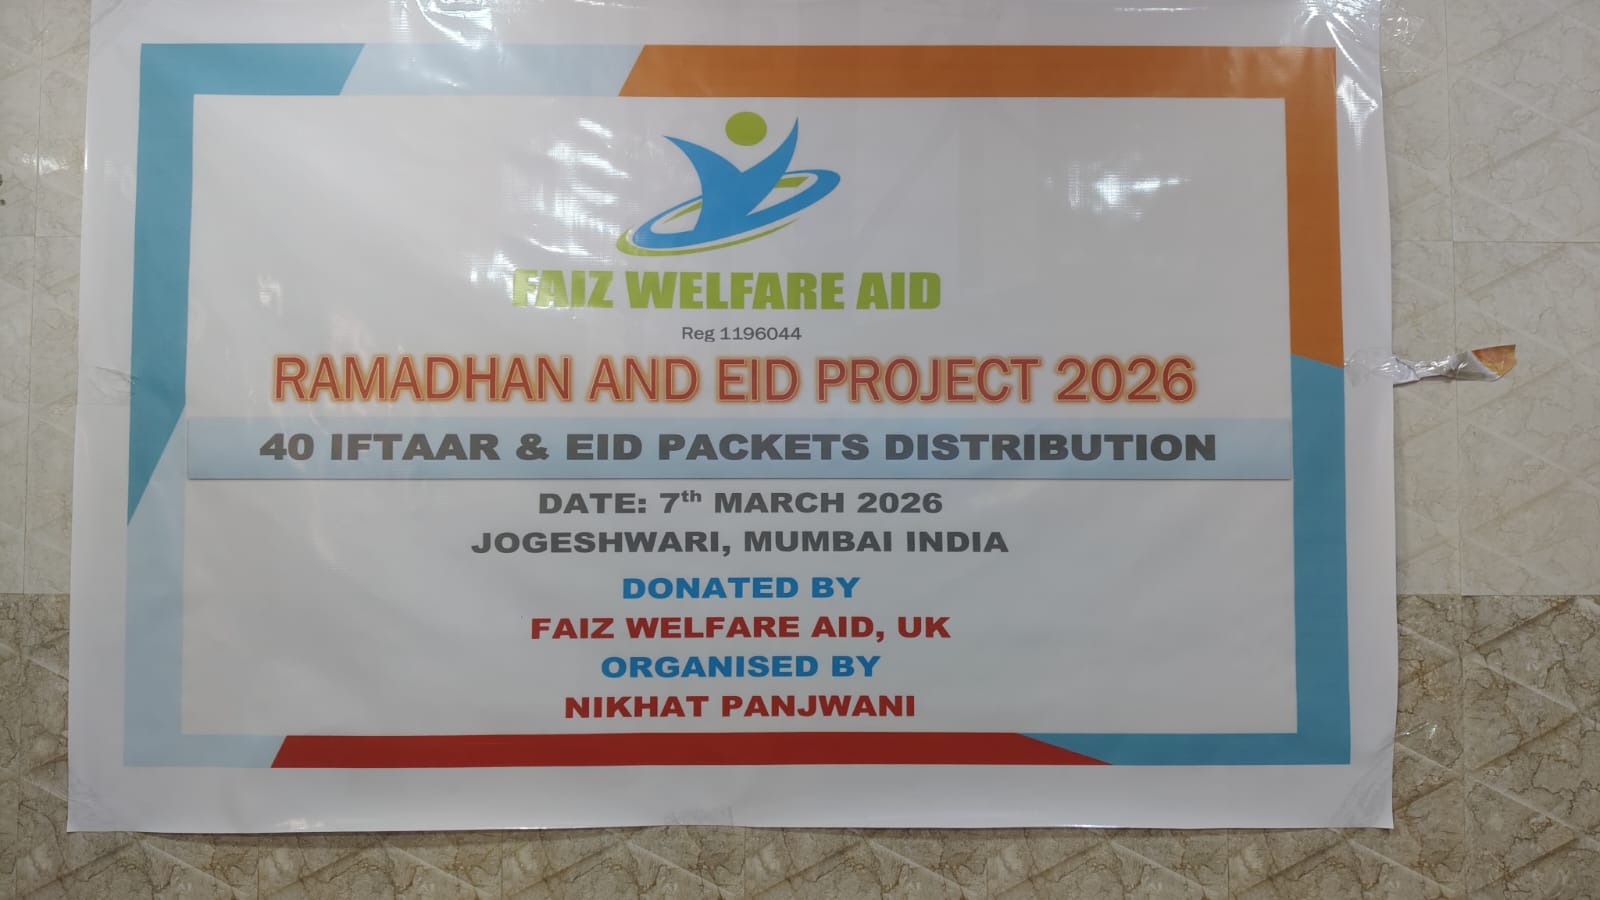 FAIZ WELFARE AID
Reg 1196044
RAMADHAN AND EID PROJECT 2026
40 IFTAAR & EID PACKETS DISTRIBUTION
DATE: 7th MARCH 2026
JOGESHWARI, MUMBAI INDIA
DONATED BY
FAIZ WELFARE AID, UK
ORGANISED BY
NIKHAT PANJWANI